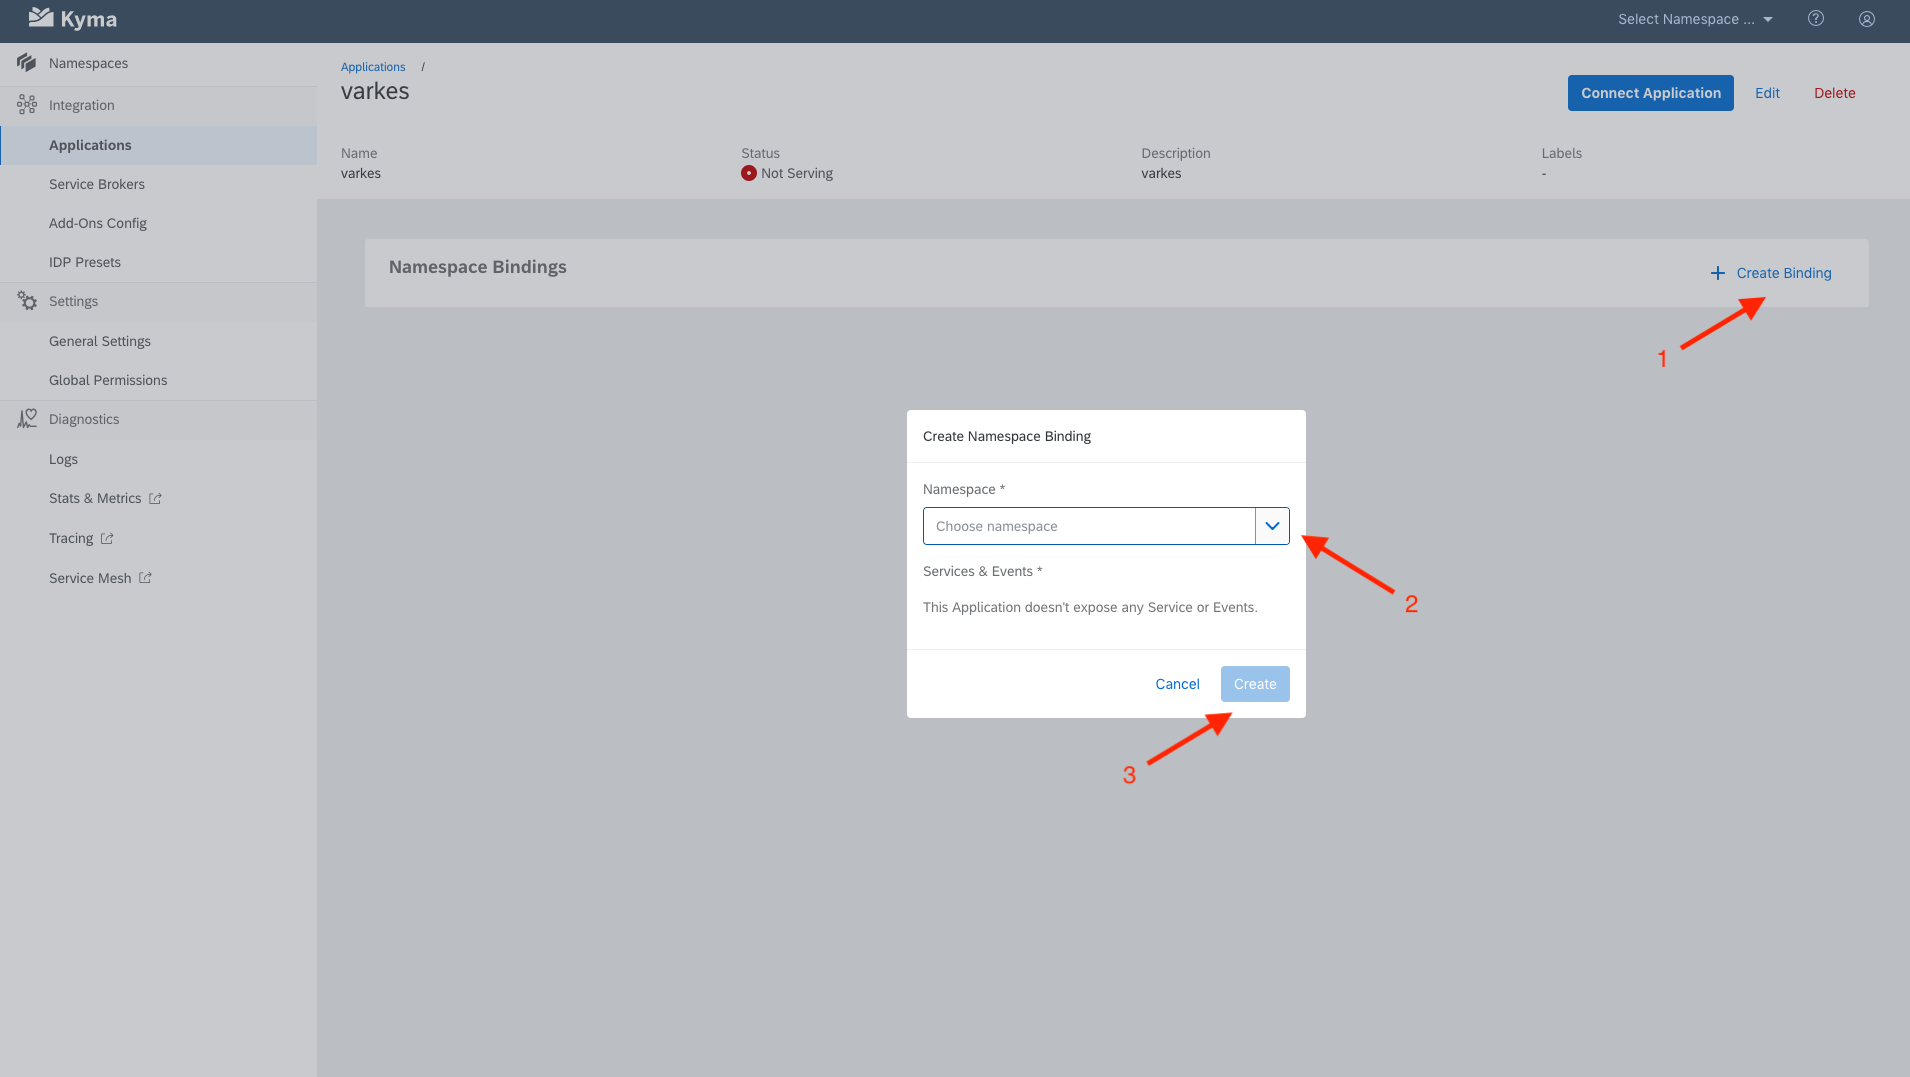 Kyma
Select Namespace ...
Namespaces
Integration
Applications
Service Brokers
Add-Ons Config
IDP Presets
Settings
General Settings
Global Permissions
Diagnostics
Logs
Stats & Metrics
Tracing
Service Mesh
Applications /
varkes
Connect Application
Edit
Delete
Name
varkes
Status
Not Serving
Description
varkes
Labels
-
Namespace Bindings
+ Create Binding
1
Create Namespace Binding
Namespace *
Choose namespace
2
Services & Events *
This Application doesn't expose any Service or Events.
Cancel
Create
3